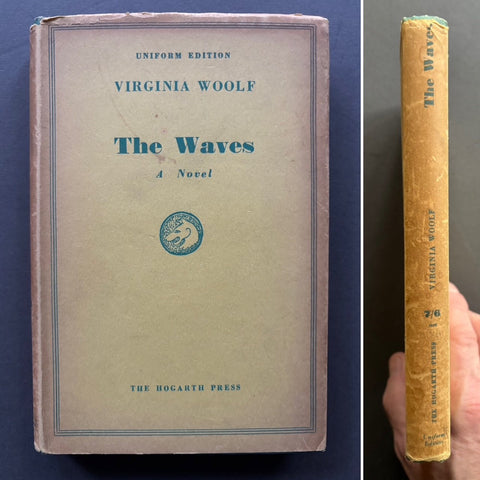 UNIFORM EDITION
VIRGINIA WOOLF
The Waves
A Novel
THE HOGARTH PRESS
The Waves
VIRGINIA WOOLF
7/6
THE HOGARTH PRESS
Uniform
Edition